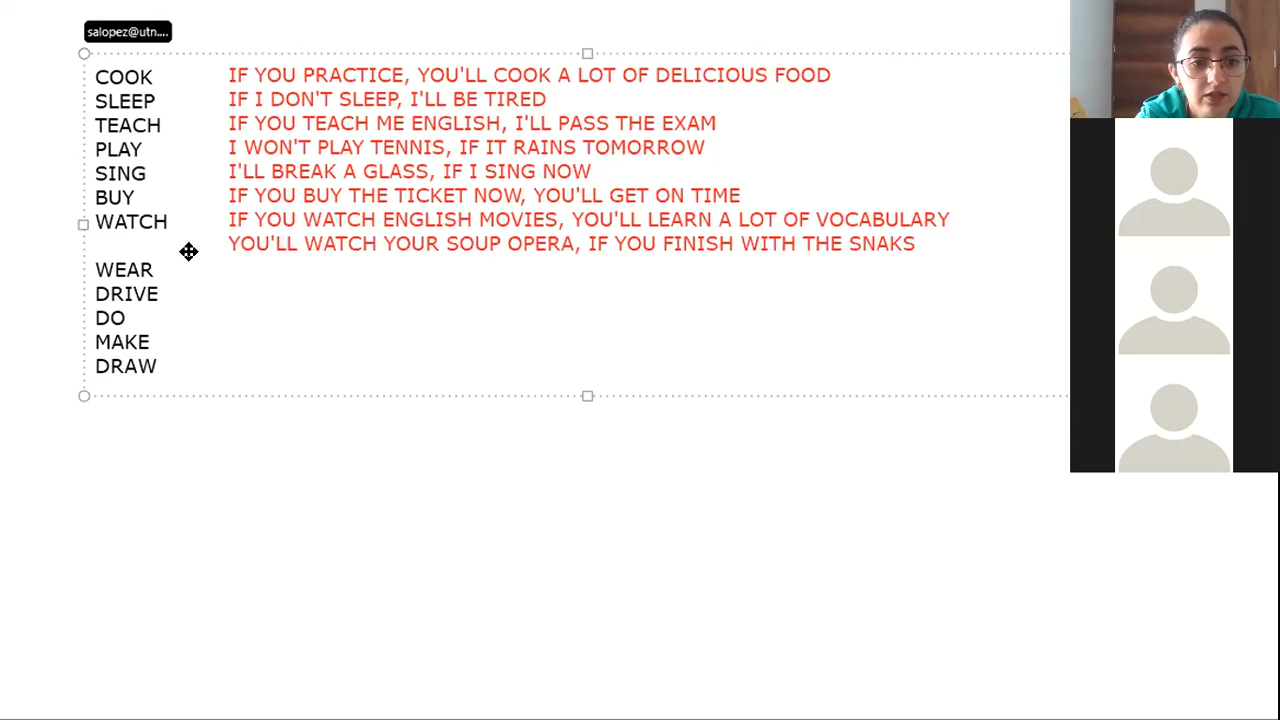 salopez@utn....
COOK IF YOU PRACTICE, YOU'LL COOK A LOT OF DELICIOUS FOOD
SLEEP IF I DON'T SLEEP, I'LL BE TIRED
TEACH IF YOU TEACH ME ENGLISH, I'LL PASS THE EXAM
PLAY I WON'T PLAY TENNIS, IF IT RAINS TOMORROW
SING I'LL BREAK A GLASS, IF I SING NOW
BUY IF YOU BUY THE TICKET NOW, YOU'LL GET ON TIME
WATCH IF YOU WATCH ENGLISH MOVIES, YOU'LL LEARN A LOT OF VOCABULARY
YOU'LL WATCH YOUR SOUP OPERA, IF YOU FINISH WITH THE SNAKS
WEAR
DRIVE
DO
MAKE
DRAW